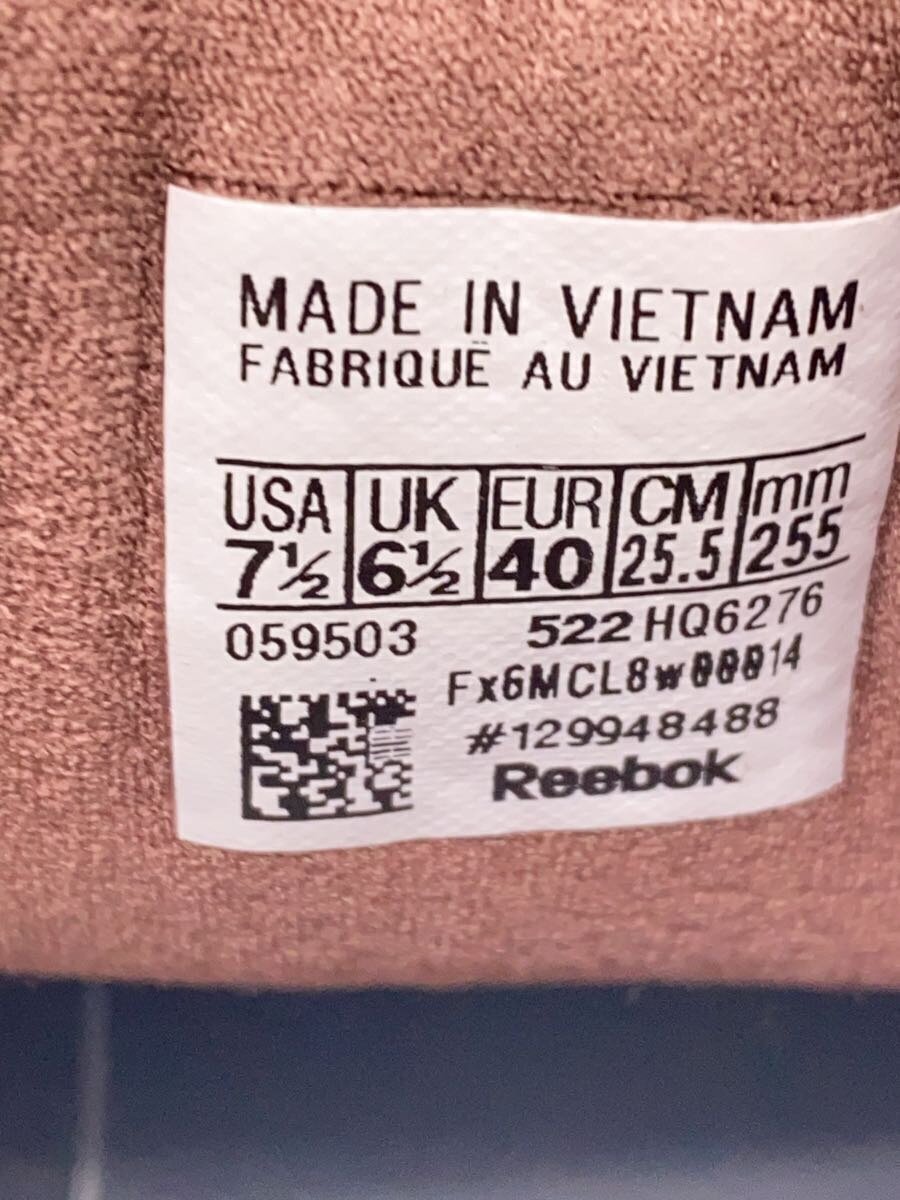 MADE IN VIETNAM
FABRIQUÉ AU VIETNAM
USA UK EUR CM mm
7½ 6½ 40 25.5 255
059503 522 HQ6276
#129948488
Reebok